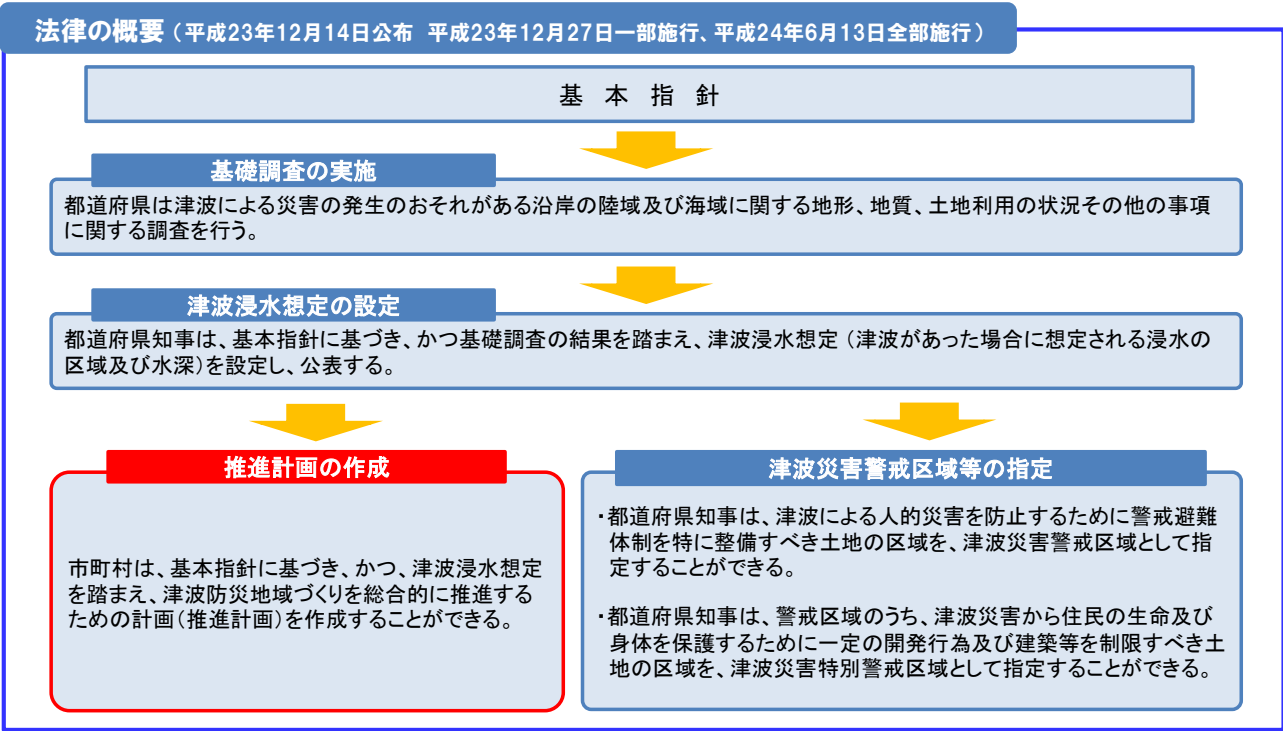 法律の概要（平成23年12月14日公布 平成23年12月27日一部施行、平成24年6月13日全部施行）
基 本 指 針
基礎調査の実施
都道府県は津波による災害の発生のおそれがある沿岸の陸域及び海域に関する地形、地質、土地利用の状況その他の事項
に関する調査を行う。
津波浸水想定の設定
都道府県知事は、基本指針に基づき、かつ基礎調査の結果を踏まえ、津波浸水想定（津波があった場合に想定される浸水の
区域及び水深）を設定し、公表する。
推進計画の作成
市町村は、基本指針に基づき、かつ、津波浸水想定
を踏まえ、津波防災地域づくりを総合的に推進する
ための計画（推進計画）を作成することができる。
津波災害警戒区域等の指定
・都道府県知事は、津波による人的災害を防止するために警戒避難
体制を特に整備すべき土地の区域を、津波災害警戒区域として指
定することができる。
・都道府県知事は、警戒区域のうち、津波災害から住民の生命及び
身体を保護するために一定の開発行為及び建築等を制限すべき土
地の区域を、津波災害特別警戒区域として指定することができる。